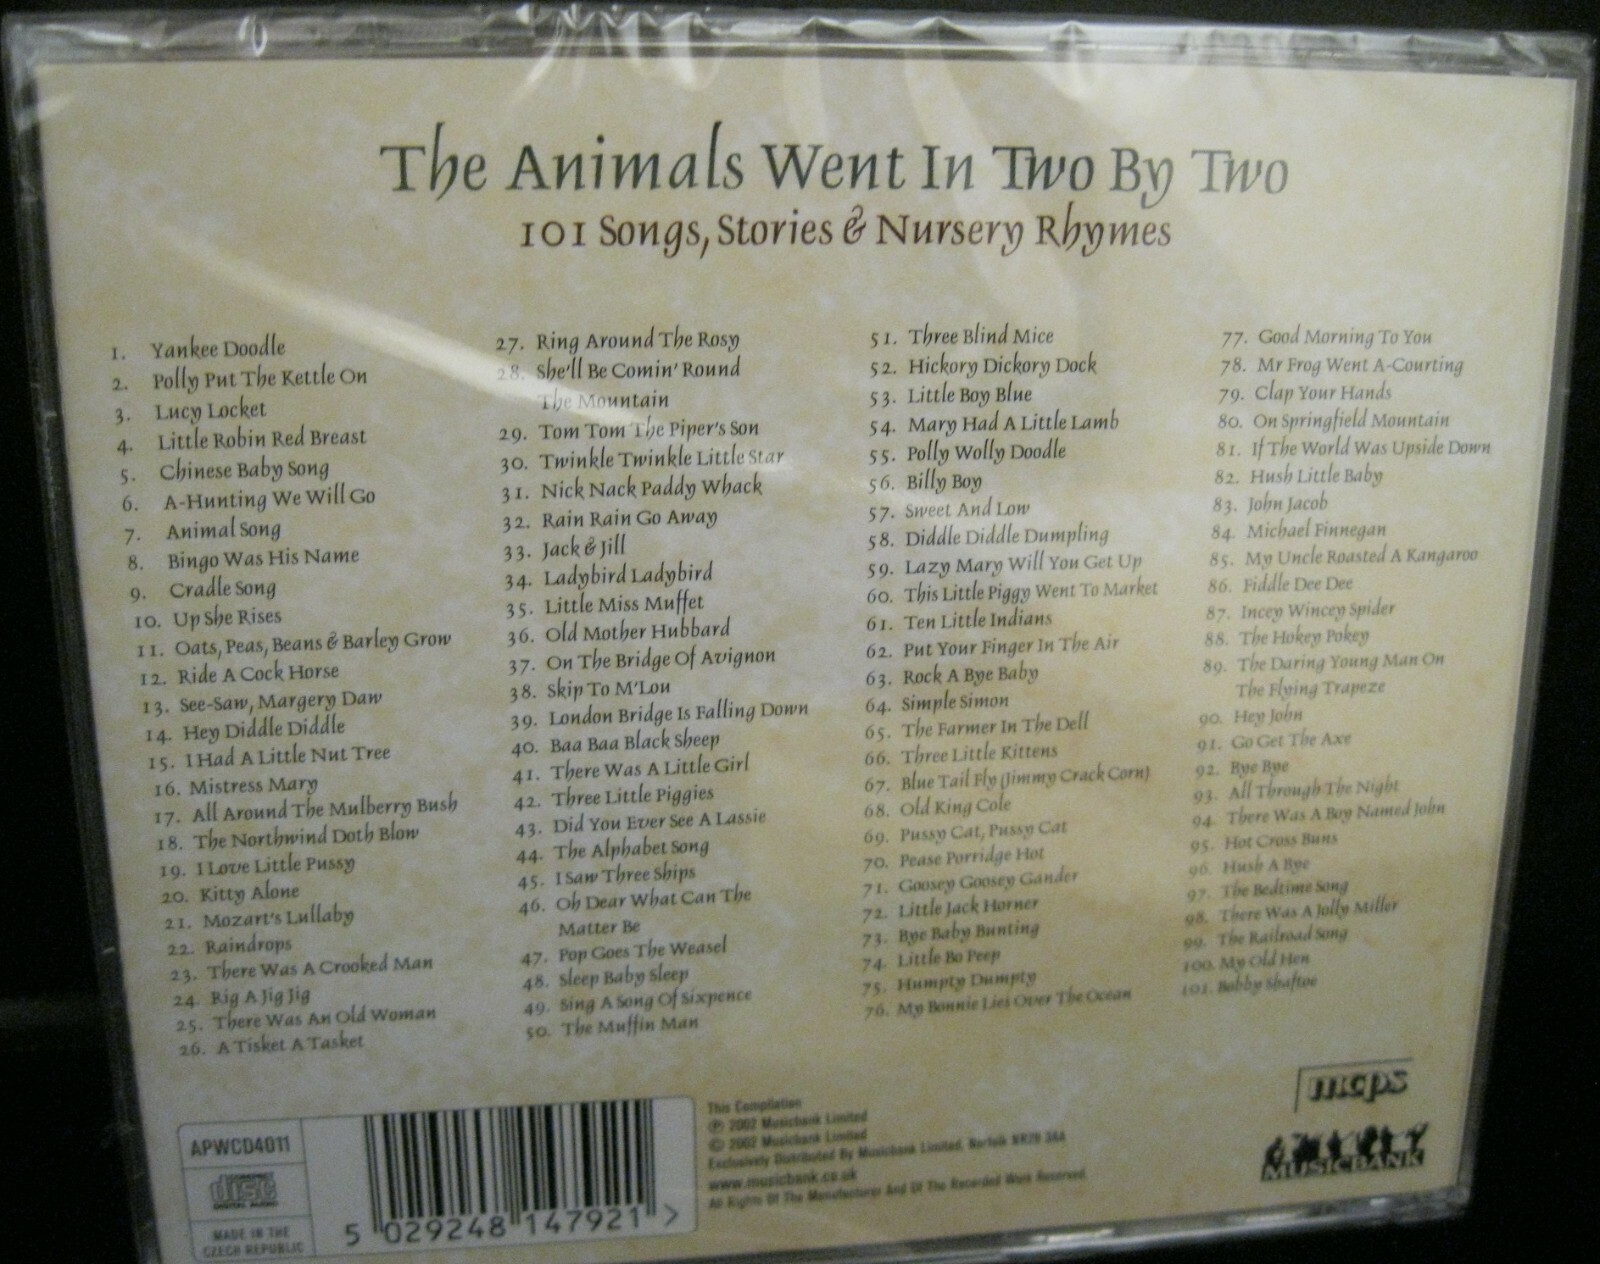 The Animals Went In Two By Two
101 Songs, Stories & Nursery Rhymes
1. Yankee Doodle
2. Polly Put The Kettle On
3. Lucy Locket
4. Little Robin Red Breast
5. Chinese Baby Song
6. A-Hunting We Will Go
7. Animal Song
8. Bingo Was His Name
9. Cradle Song
10. Up She Rises
11. Oats, Peas, Beans & Barley Grow
12. Ride A Cock Horse
13. See-Saw, Margery Daw
14. Hey Diddle Diddle
15. I Had A Little Nut Tree
16. Mistress Mary
17. All Around The Mulberry Bush
18. The Northwind Doth Blow
19. I Love Little Pussy
20. Kitty Alone
21. Mozart's Lullaby
22. Raindrops
23. There Was A Crooked Man
24. Rig A Jig Jig
25. There Was An Old Woman
26. A Tisket A Tasket
27. Ring Around The Rosy
28. She'll Be Comin' Round
The Mountain
29. Tom Tom The Piper's Son
30. Twinkle Twinkle Little Star
31. Nick Nack Paddy Whack
32. Rain Rain Go Away
33. Jack & Jill
34. Ladybird Ladybird
35. Little Miss Muffet
36. Old Mother Hubbard
37. On The Bridge Of Avignon
38. Skip To M'Lou
39. London Bridge Is Falling Down
40. Baa Baa Black Sheep
41. There Was A Little Girl
42. Three Little Piggies
43. Did You Ever See A Lassie
44. The Alphabet Song
45. I Saw Three Ships
46. Oh Dear What Can The
Matter Be
47. Pop Goes The Weasel
48. Sleep Baby Sleep
49. Sing A Song Of Sixpence
50. The Muffin Man
51. Three Blind Mice
52. Hickory Dickory Dock
53. Little Boy Blue
54. Mary Had A Little Lamb
55. Polly Wolly Doodle
56. Billy Boy
57. Sweet And Low
58. Diddle Diddle Dumpling
59. Lazy Mary Will You Get Up
60. This Little Piggy Went To Market
61. Ten Little Indians
62. Put Your Finger In The Air
63. Rock A Bye Baby
64. Simple Simon
65. The Farmer In The Dell
66. Three Little Kittens
67. Blue Tail Fly (Jimmy Crack Corn)
68. Old King Cole
69. Pussy Cat, Pussy Cat
70. Pease Porridge Hot
71. Goosey Goosey Gander
72. Little Jack Horner
73. Bye Baby Bunting
74. Little Bo Peep
75. Humpty Dumpty
76. My Bonnie Lies Over The Ocean
77. Good Morning To You
78. Mr Frog Went A-Courting
79. Clap Your Hands
80. On Springfield Mountain
81. If The World Was Upside Down
82. Hush Little Baby
83. John Jacob
84. Michael Finnegan
85. My Uncle Roasted A Kangaroo
86. Fiddle Dee Dee
87. Incey Wincey Spider
88. The Hokey Pokey
89. The Daring Young Man On
The Flying Trapeze
90. Hey John
91. Go Get The Axe
92. Bye Bye
93. All Through The Night
94. There Was A Boy Named John
95. Hot Cross Buns
96. Hush A Bye
97. The Bedtime Song
98. There Was A Jolly Miller
99. The Railroad Song
100. My Old Hen
101. Bobby Shaftoe
APWCD4011
disc
DIGITAL AUDIO
MADE IN THE
CZECH REPUBLIC
5 029248 147921 >
This Compilation
℗ 2002 Musicbank Limited
© 2002 Musicbank Limited
Exclusively Distributed By Musicbank Limited, Norfolk NR29 3AA
www.musicbank.co.uk
All Rights Of The Manufacturer And Of The Recorded Work Reserved
mcps
MUSICBANK